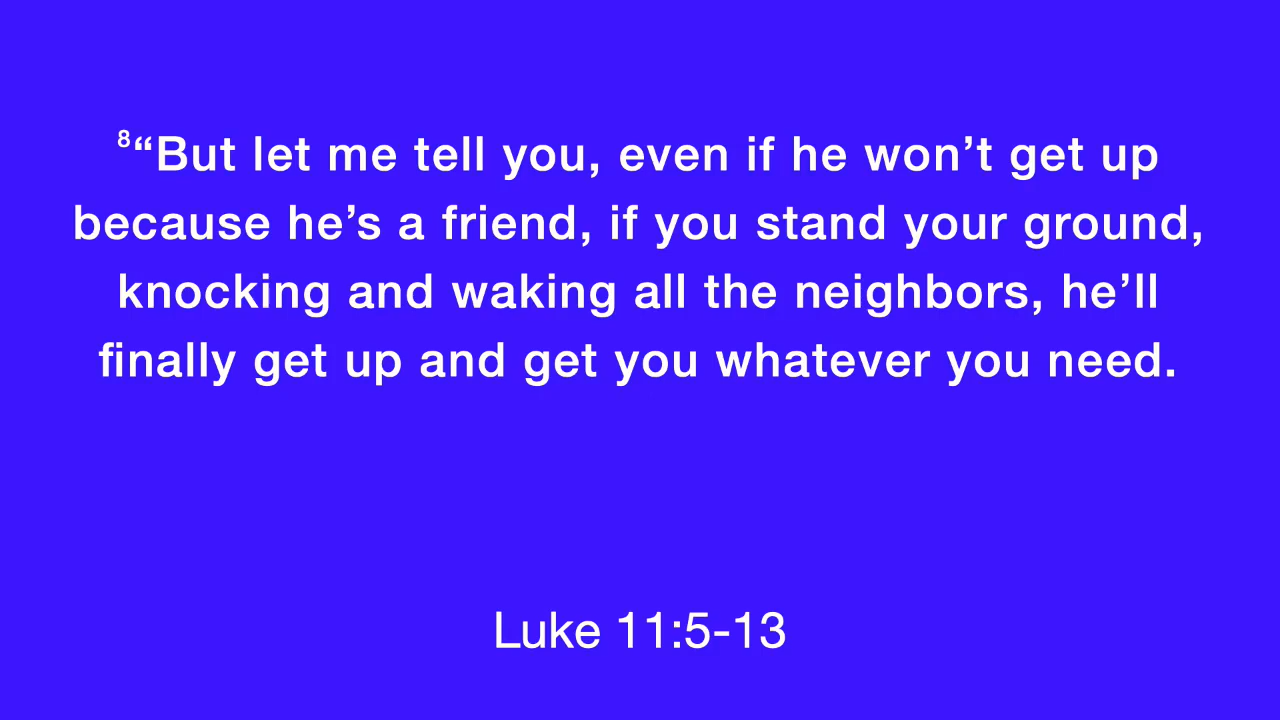 ⁸“But let me tell you, even if he won’t get up
because he’s a friend, if you stand your ground,
knocking and waking all the neighbors, he’ll
finally get up and get you whatever you need.
Luke 11:5-13